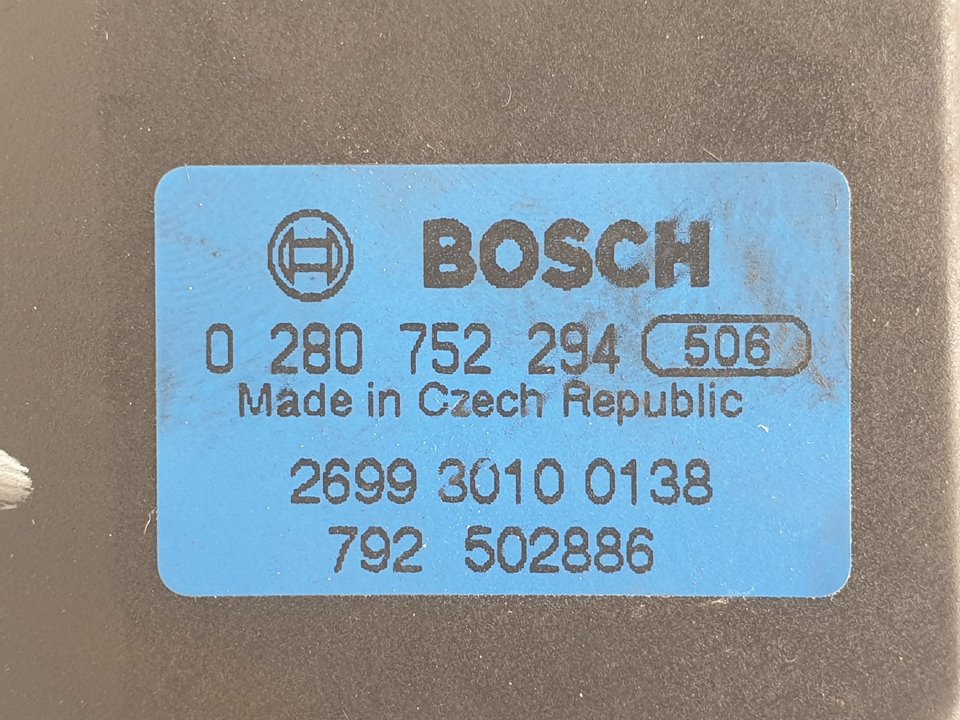 BOSCH
0 280 752 294 506
Made in Czech Republic
2699 3010 0138
792 502886